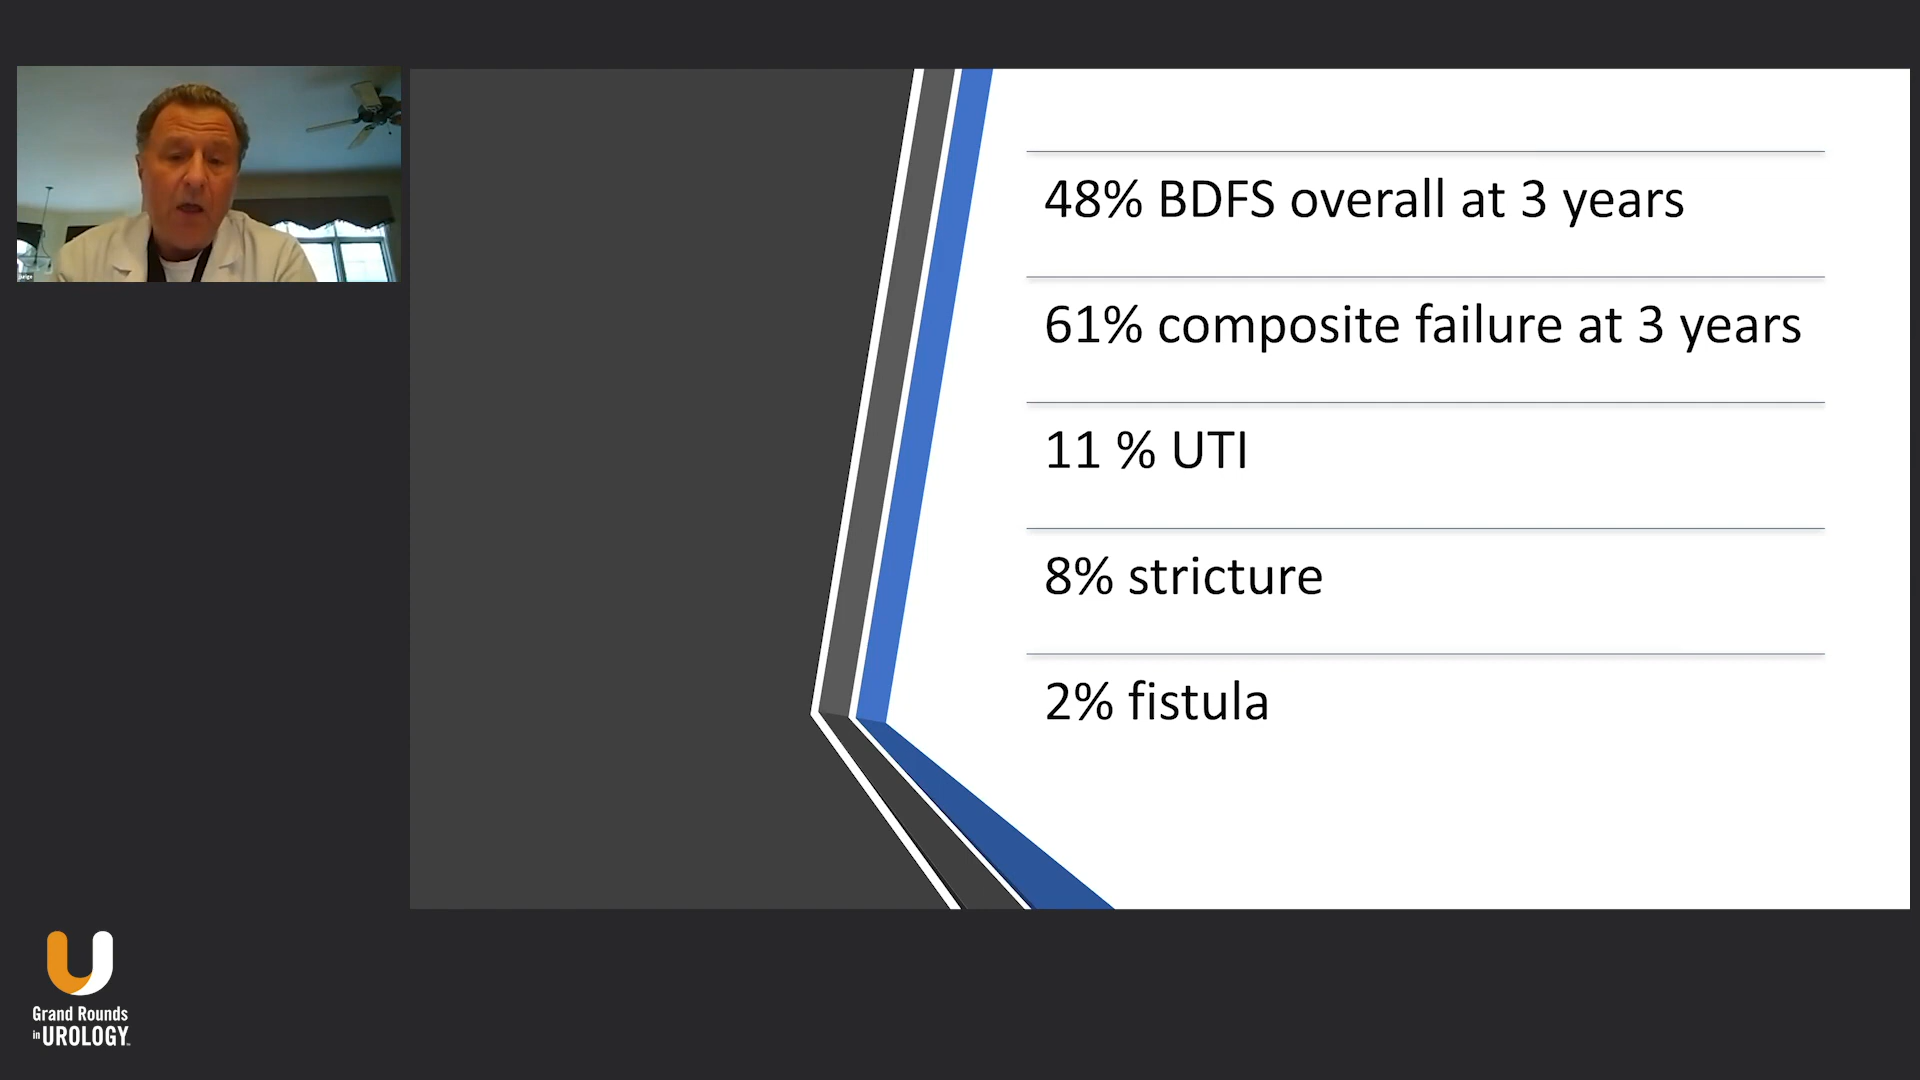 48% BDFS overall at 3 years
61% composite failure at 3 years
11 % UTI
8% stricture
2% fistula
Grand Rounds
in UROLOGY